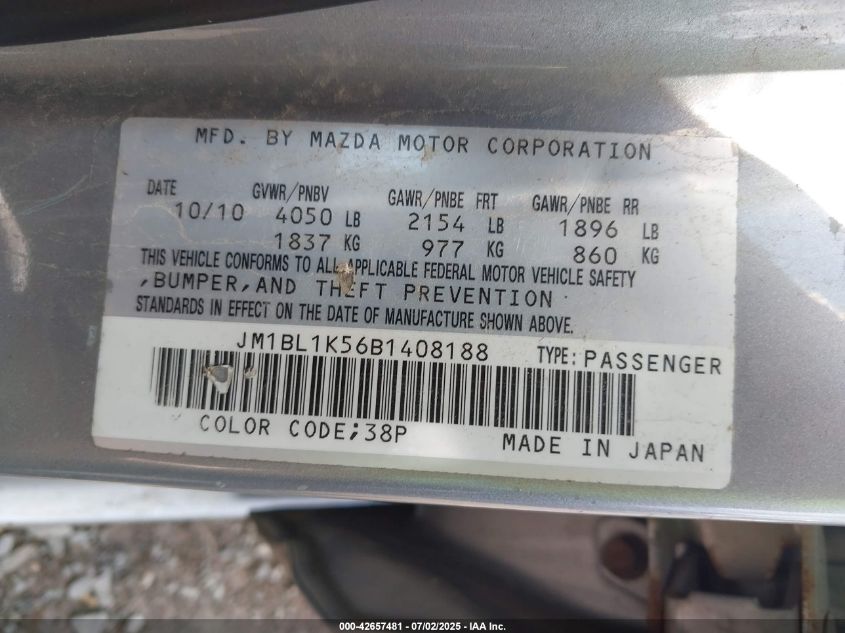 MFD. BY MAZDA MOTOR CORPORATION
DATE GVWR/PNBV GAWR/PNBE FRT GAWR/PNBE RR
10/10 4050 LB 2154 LB 1896 LB
1837 KG 977 KG 860 KG
THIS VEHICLE CONFORMS TO ALL APPLICABLE FEDERAL MOTOR VEHICLE SAFETY
,BUMPER,AND THEFT PREVENTION
STANDARDS IN EFFECT ON THE DATE OF MANUFACTURE SHOWN ABOVE.
JM1BL1K56B1408188 TYPE: PASSENGER
COLOR CODE;38P MADE IN JAPAN
000-42657481 - 07/02/2025 - IAA Inc.